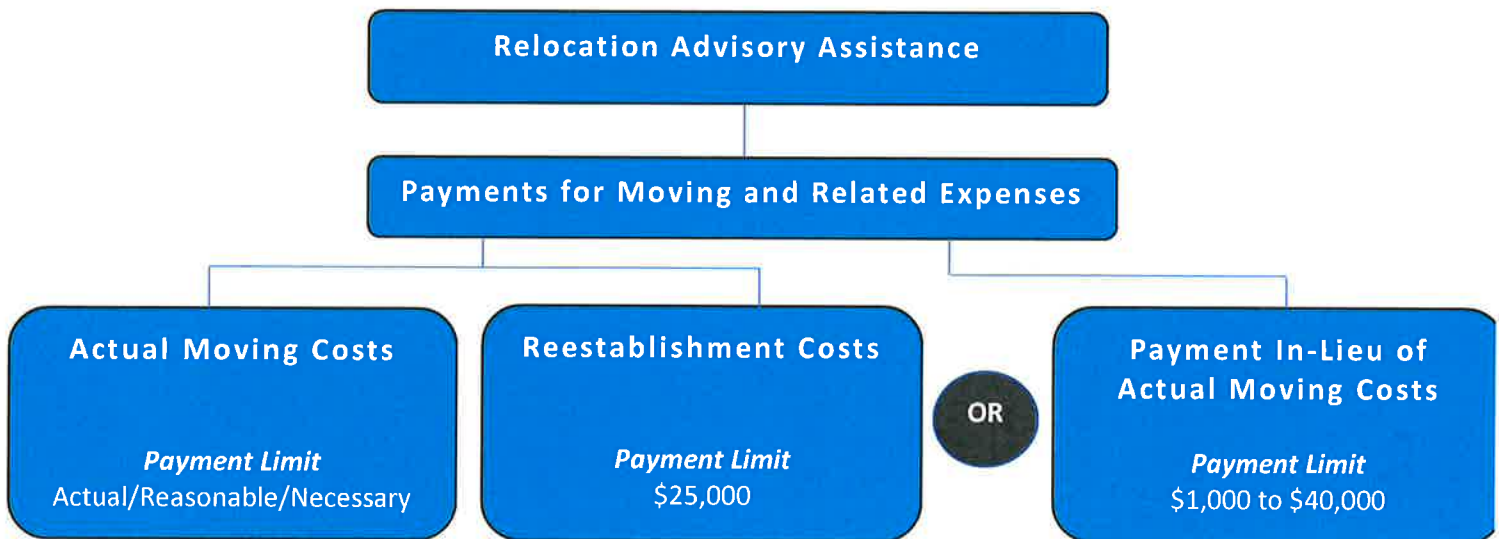 Relocation Advisory Assistance
Payments for Moving and Related Expenses
Actual Moving Costs
Payment Limit
Actual/Reasonable/Necessary
Reestablishment Costs
Payment Limit
$25,000
OR
Payment In-Lieu of
Actual Moving Costs
Payment Limit
$1,000 to $40,000